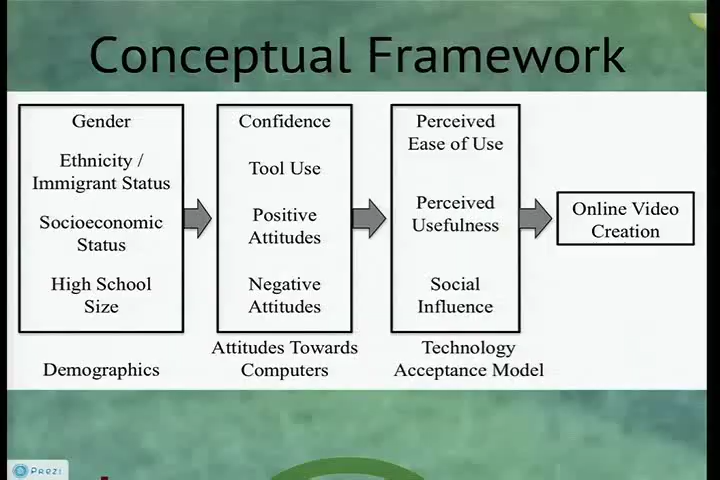 Conceptual Framework
Gender
Ethnicity /
Immigrant Status
Socioeconomic
Status
High School
Size
Demographics
Confidence
Tool Use
Positive
Attitudes
Negative
Attitudes
Attitudes Towards
Computers
Perceived
Ease of Use
Perceived
Usefulness
Social
Influence
Technology
Acceptance Model
Online Video
Creation
PREZI